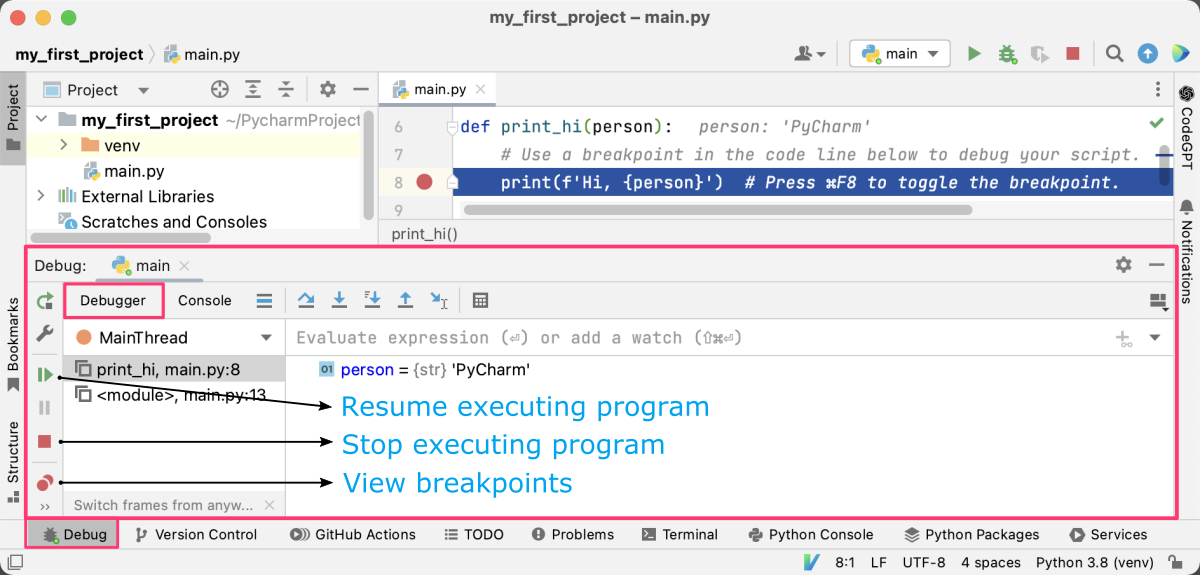 my_first_project – main.py
my_first_project main.py
main
Project
Project
my_first_project ~/PycharmProject
venv
main.py
External Libraries
Scratches and Consoles
main.py
6 def print_hi(person): person: 'PyCharm'
7 # Use a breakpoint in the code line below to debug your script.
8 print(f'Hi, {person}') # Press ⌘F8 to toggle the breakpoint.
9
print_hi()
CodeGPT
Notifications
Bookmarks
Structure
Debug: main
Debugger Console
MainThread
Evaluate expression (⏎) or add a watch (⇧⌘⏎)
print_hi, main.py:8
<module>, main.py:13
01 person = {str} 'PyCharm'
Resume executing program
Stop executing program
View breakpoints
Switch frames from anyw...
Debug Version Control GitHub Actions TODO Problems Terminal Python Console Python Packages Services
8:1 LF UTF-8 4 spaces Python 3.8 (venv)